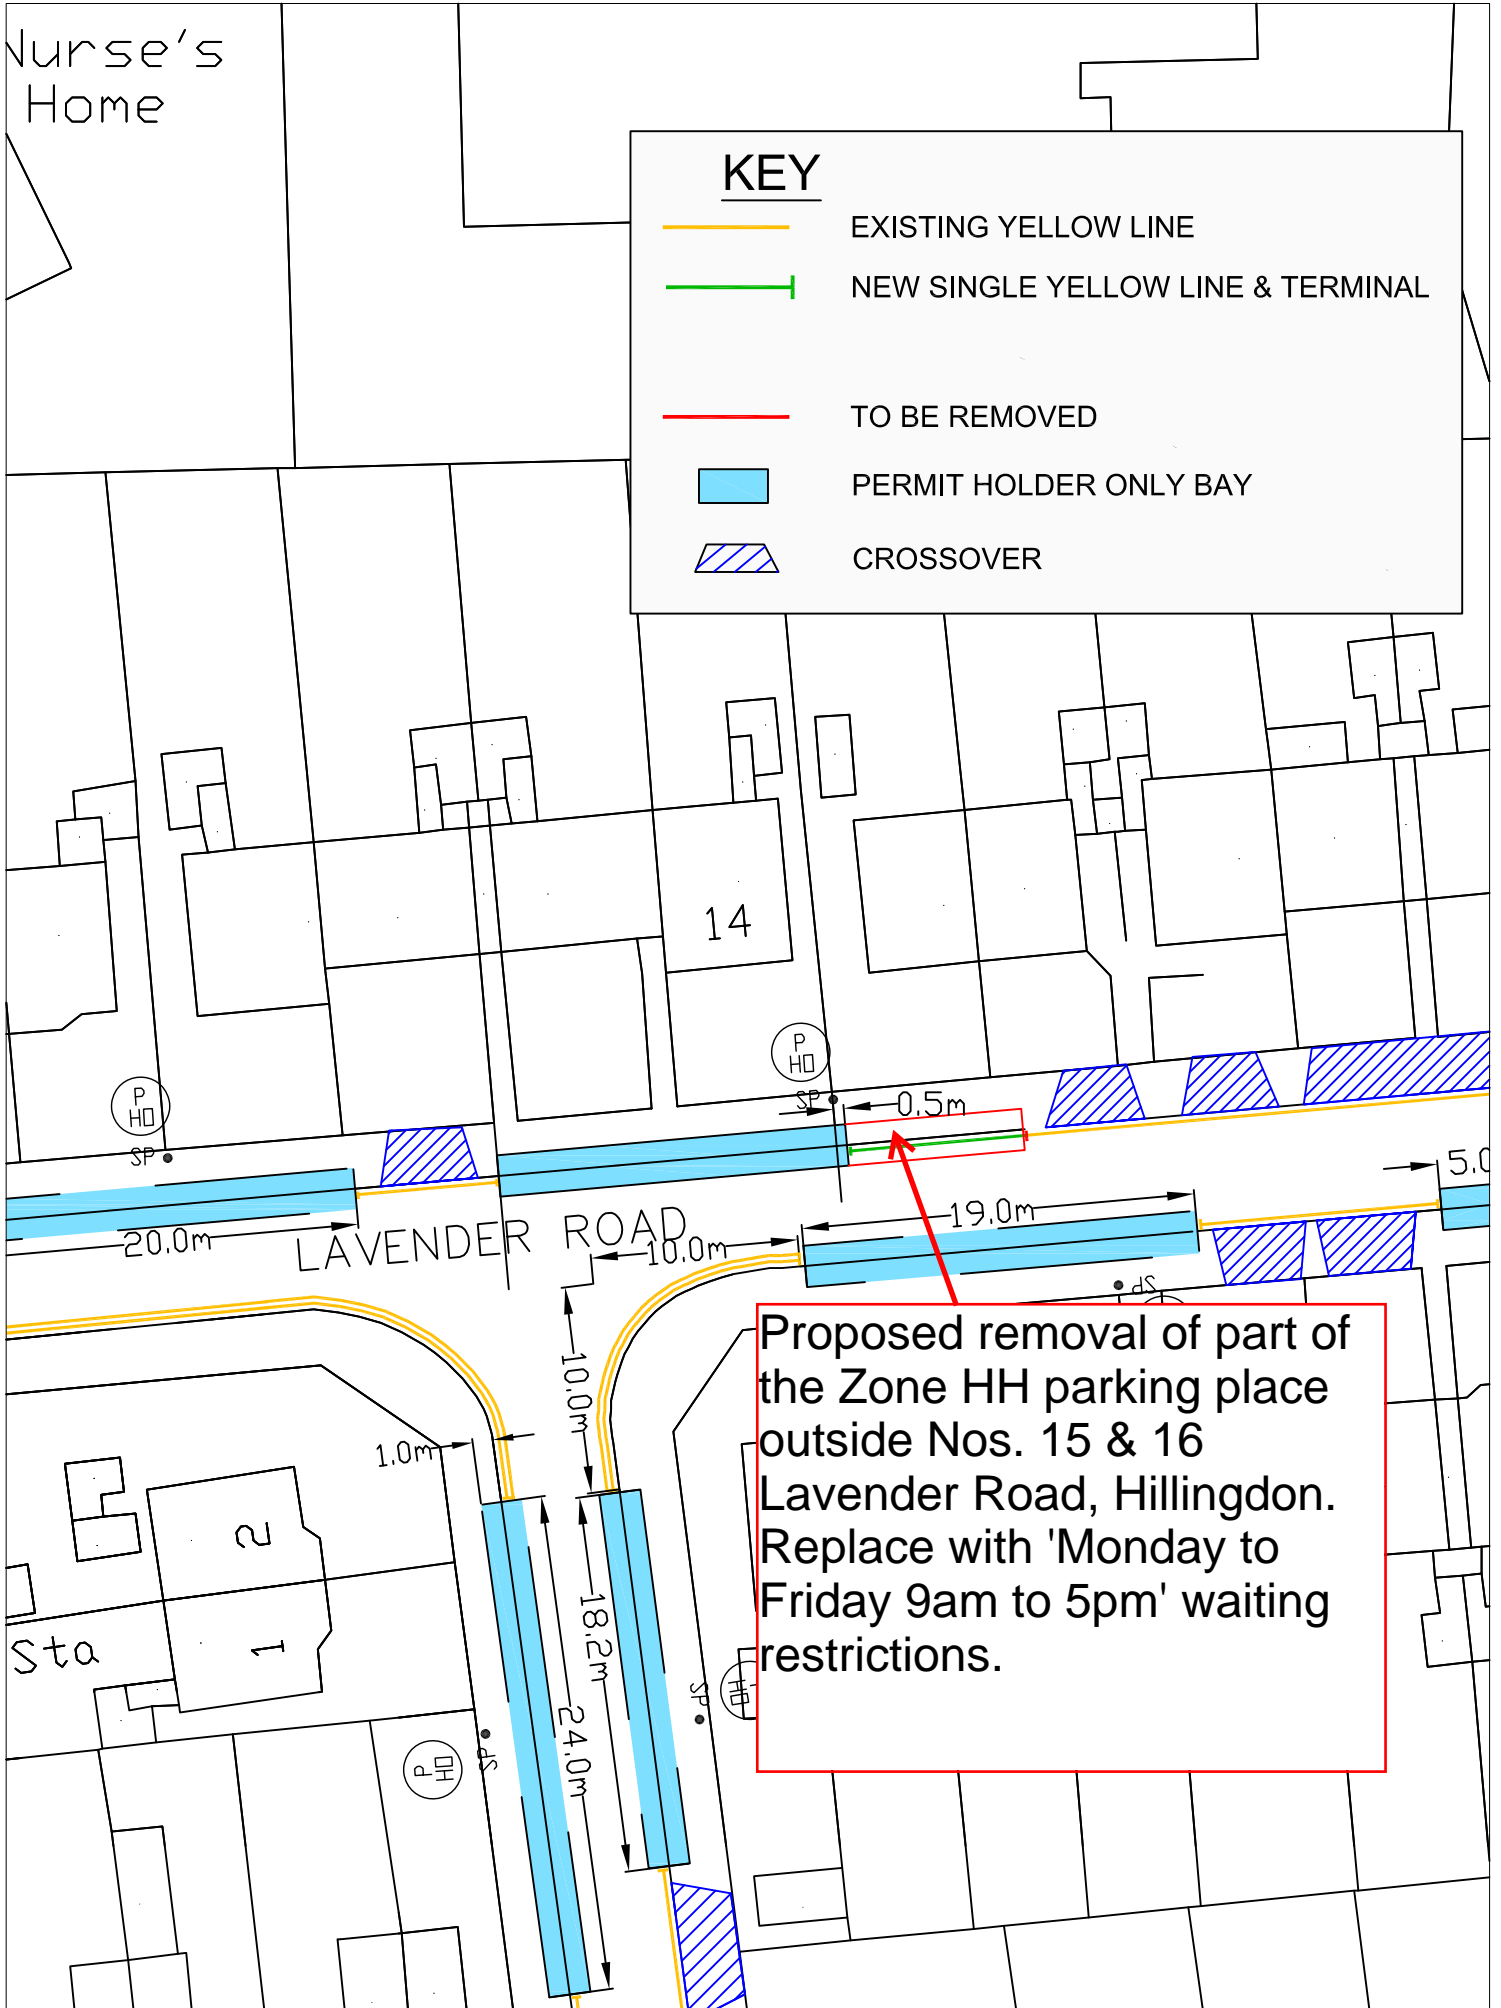 Nurse's
Home
KEY
EXISTING YELLOW LINE
NEW SINGLE YELLOW LINE & TERMINAL
TO BE REMOVED
PERMIT HOLDER ONLY BAY
CROSSOVER
14
P
HO
SP
0.5m
P
HO
SP
5.0
19.0m
20.0m
LAVENDER ROAD
10.0m
SP
10.0m
1.0m
Proposed removal of part of
the Zone HH parking place
outside Nos. 15 & 16
Lavender Road, Hillingdon.
Replace with 'Monday to
Friday 9am to 5pm' waiting
restrictions.
2
1
Sta
18.2m
24.0m
SP
HO
P
HO
SP